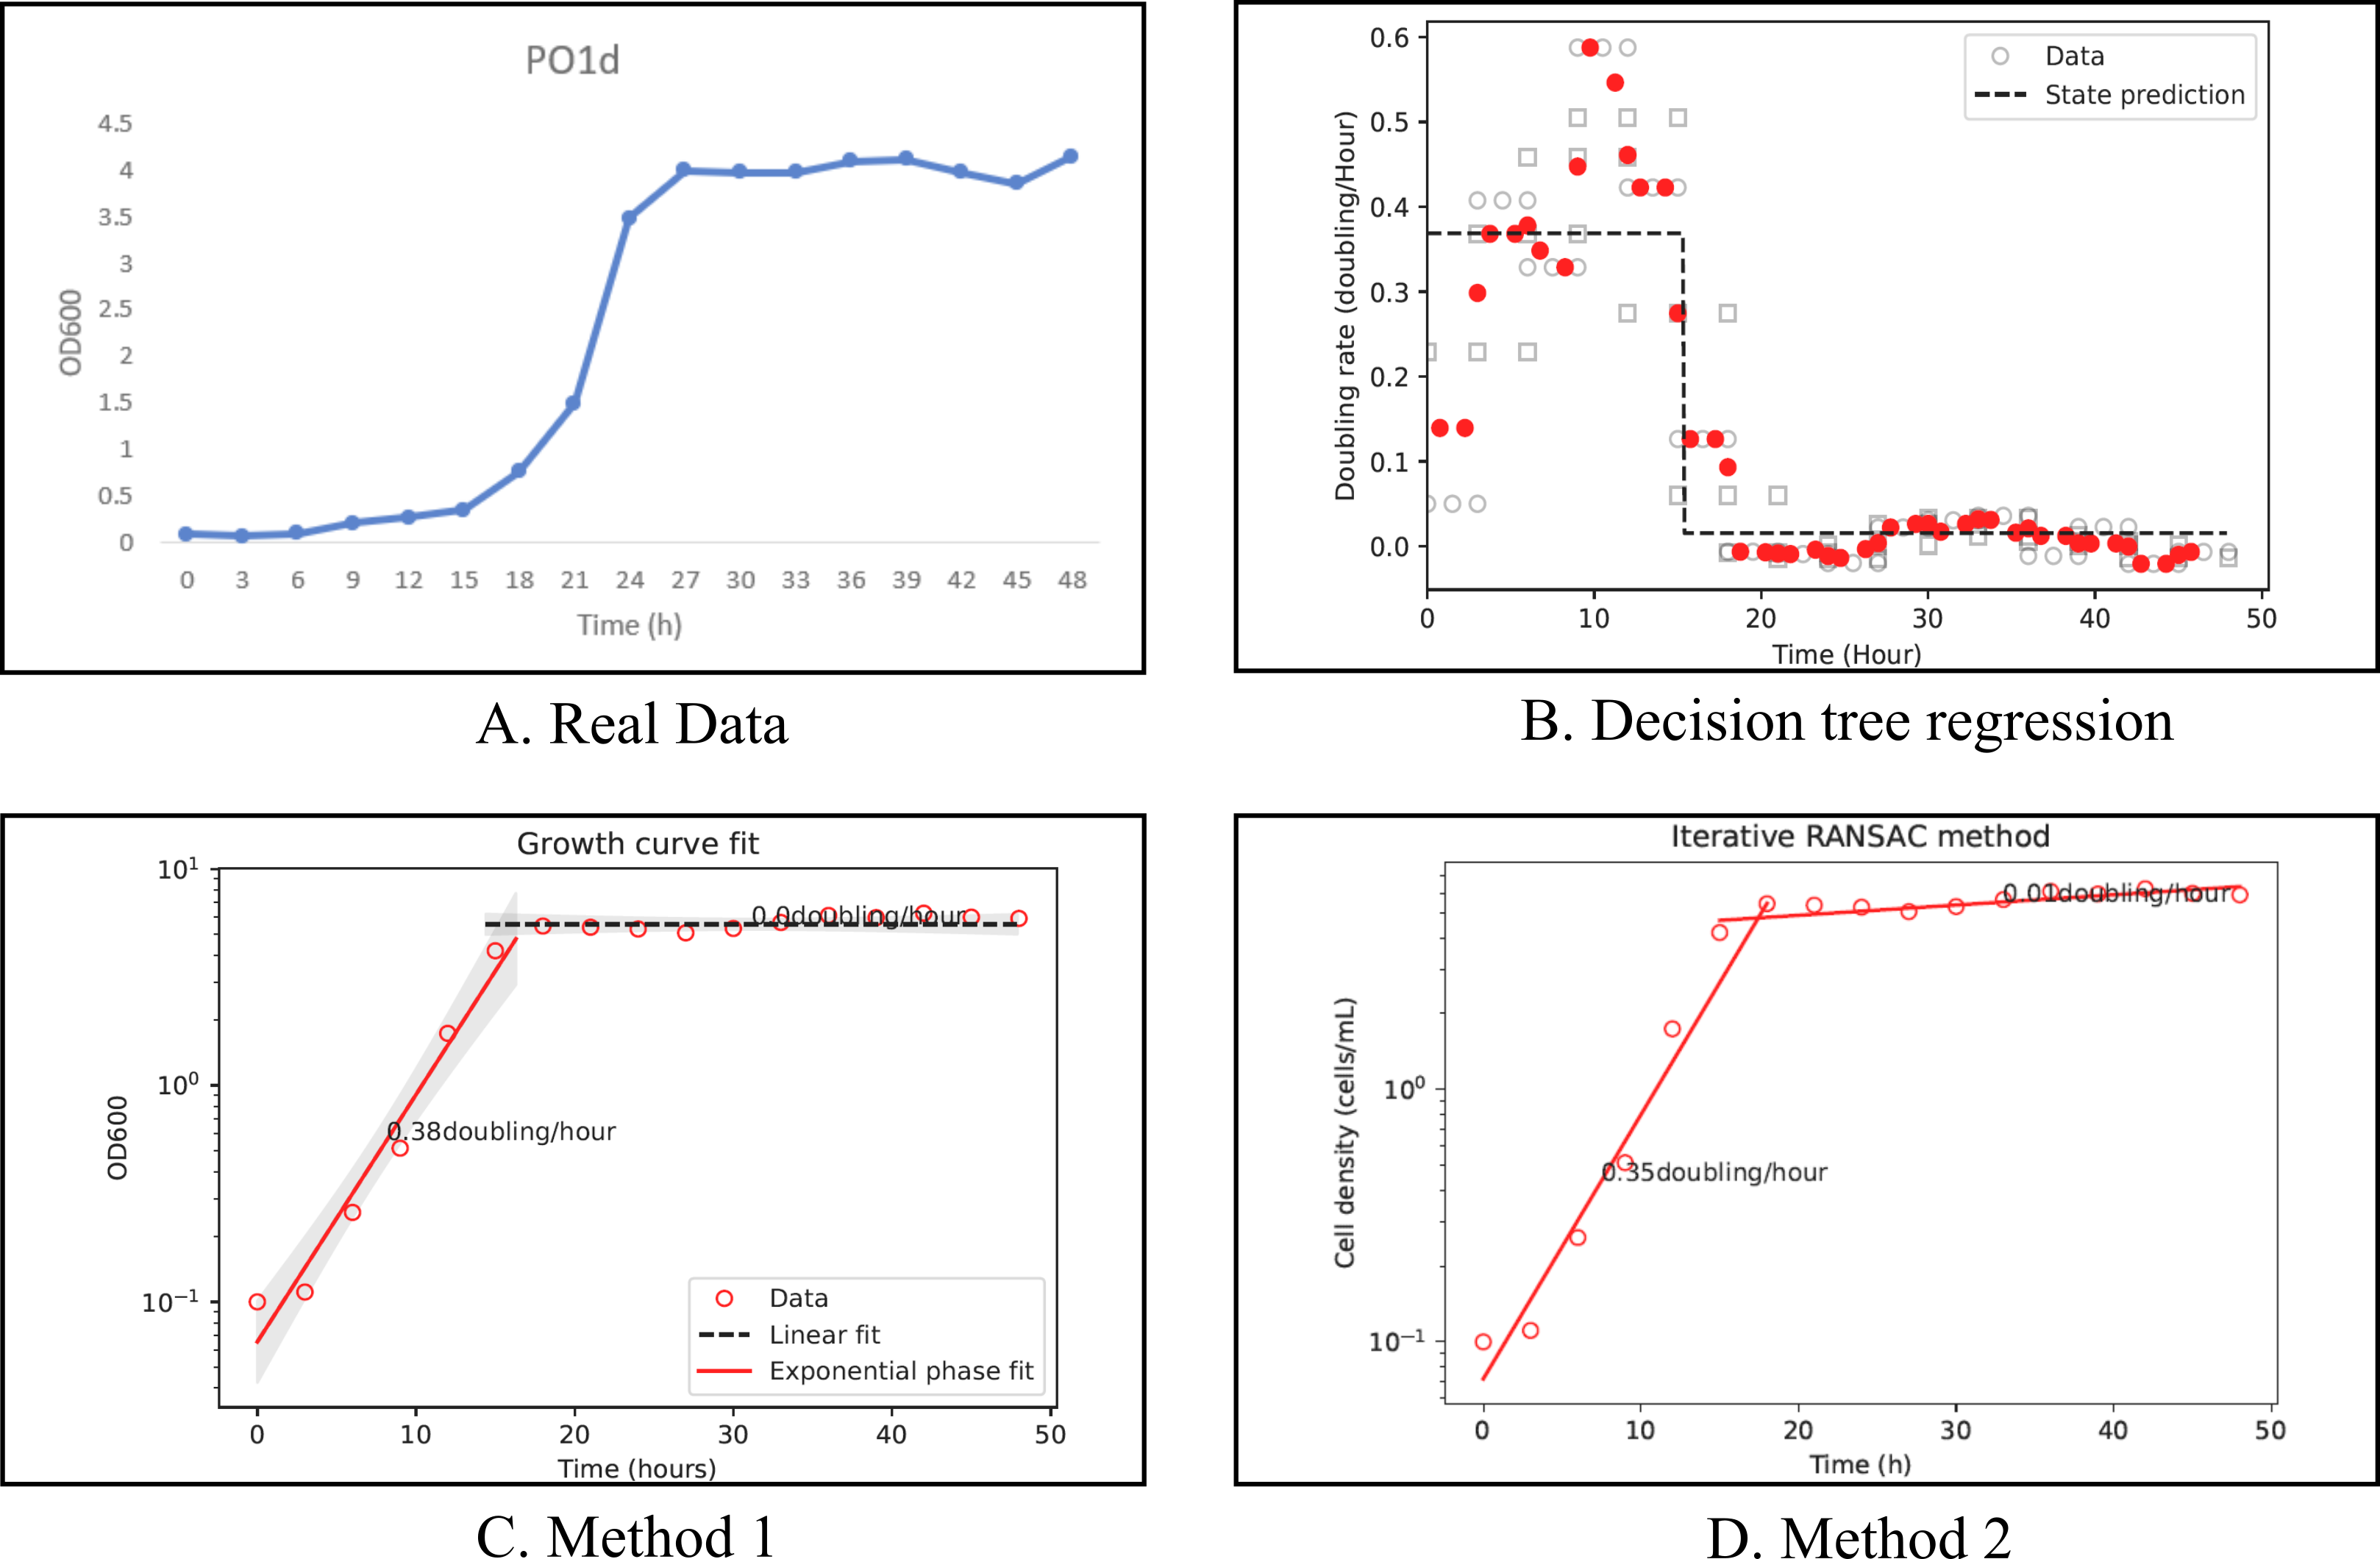 PO1d
4.5
4
3.5
3
2.5
2
1.5
1
0.5
0
OD600
0 3 6 9 12 15 18 21 24 27 30 33 36 39 42 45 48
Time (h)
A. Real Data
0.6
0.5
0.4
0.3
0.2
0.1
0.0
Doubling rate (doubling/Hour)
Data
State prediction
0 10 20 30 40 50
Time (Hour)
B. Decision tree regression
Growth curve fit
10¹
10⁰
10⁻¹
OD600
0.0doubling/hour
0.38doubling/hour
Data
Linear fit
Exponential phase fit
0 10 20 30 40 50
Time (hours)
C. Method 1
Iterative RANSAC method
10⁰
10⁻¹
Cell density (cells/mL)
0.01doubling/hour
0.35doubling/hour
0 10 20 30 40 50
Time (h)
D. Method 2